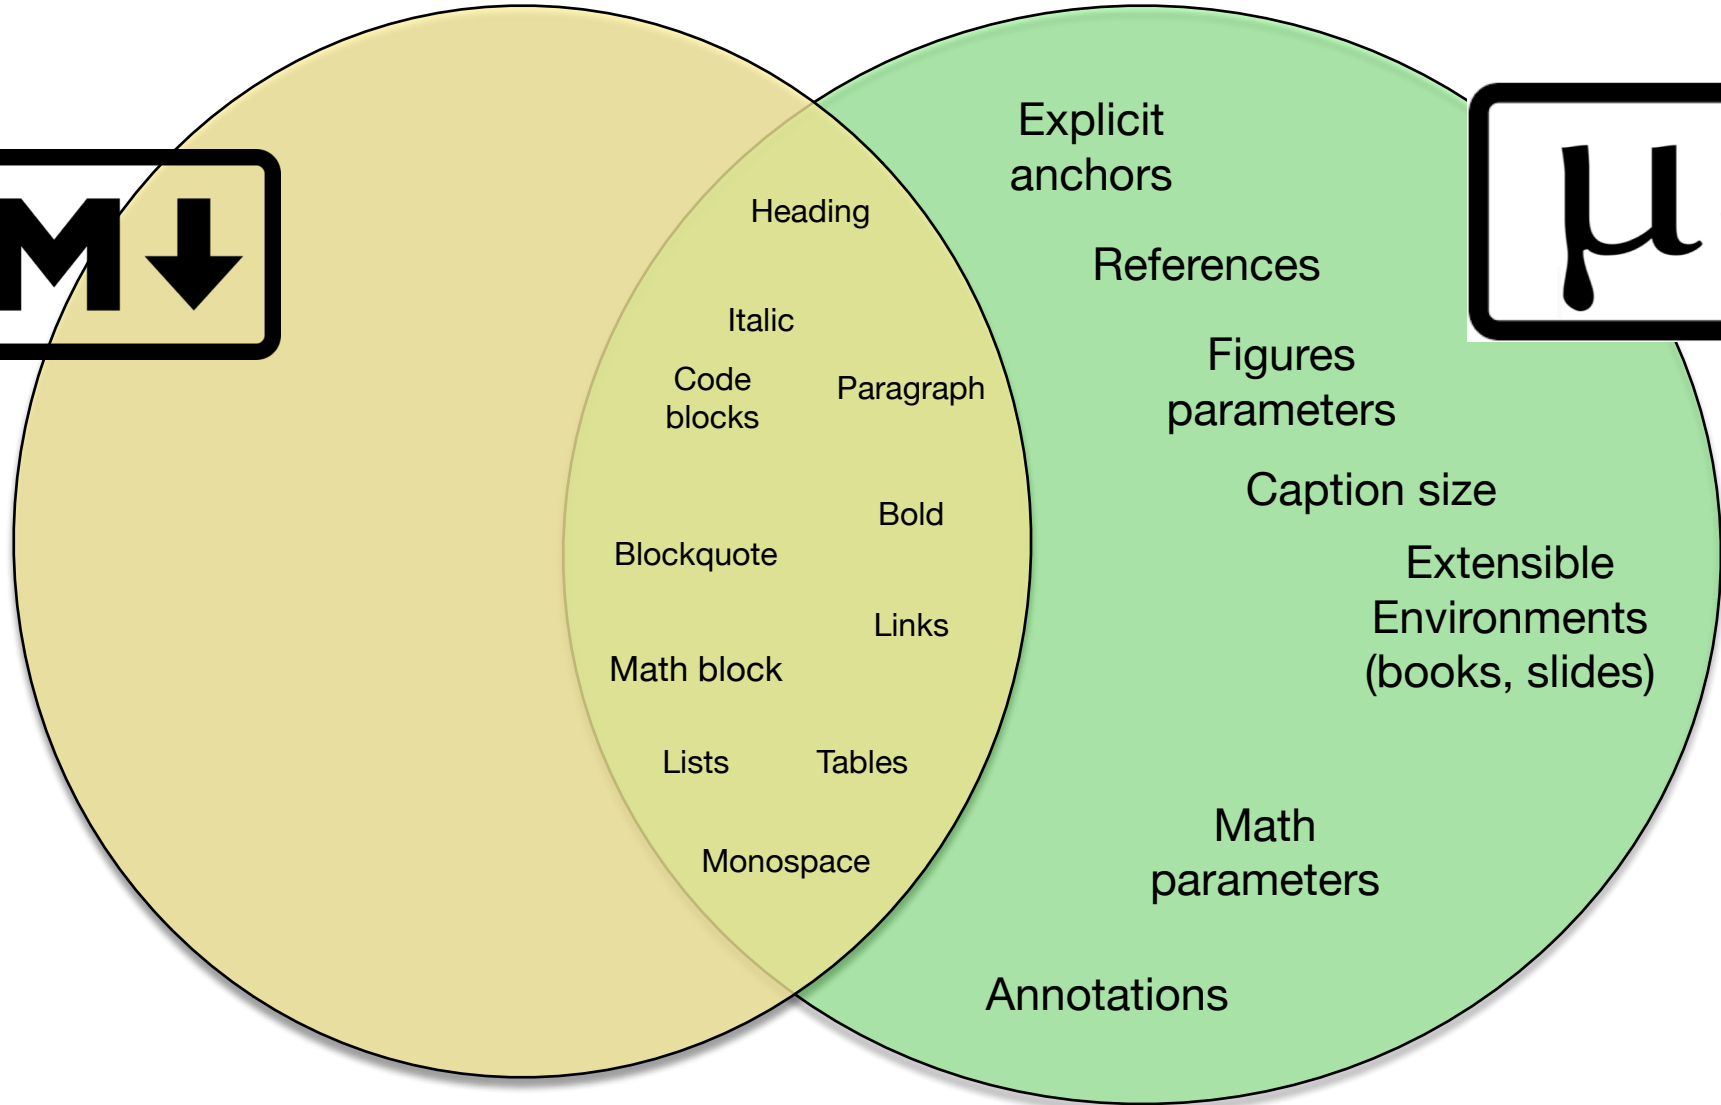 M
µ
Explicit
anchors
Heading
References
Italic
Figures
parameters
Code
blocks
Paragraph
Caption size
Bold
Blockquote
Extensible
Environments
(books, slides)
Links
Math block
Lists
Tables
Math
parameters
Monospace
Annotations